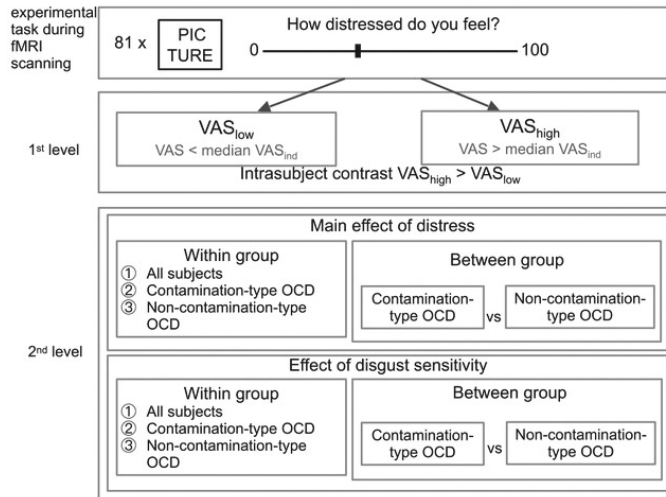 experimental
task during
fMRI
scanning
81 x
PIC
TURE
How distressed do you feel?
0
100
1st level
VASlow
VAS < median VASind
VAShigh
VAS > median VASind
Intrasubject contrast VAShigh > VASlow
2nd level
Main effect of distress
Within group
① All subjects
② Contamination-type OCD
③ Non-contamination-type
OCD
Between group
Contamination-
type OCD
vs
Non-contamination-
type OCD
Effect of disgust sensitivity
Within group
① All subjects
② Contamination-type OCD
③ Non-contamination-type
OCD
Between group
Contamination-
type OCD
vs
Non-contamination-
type OCD